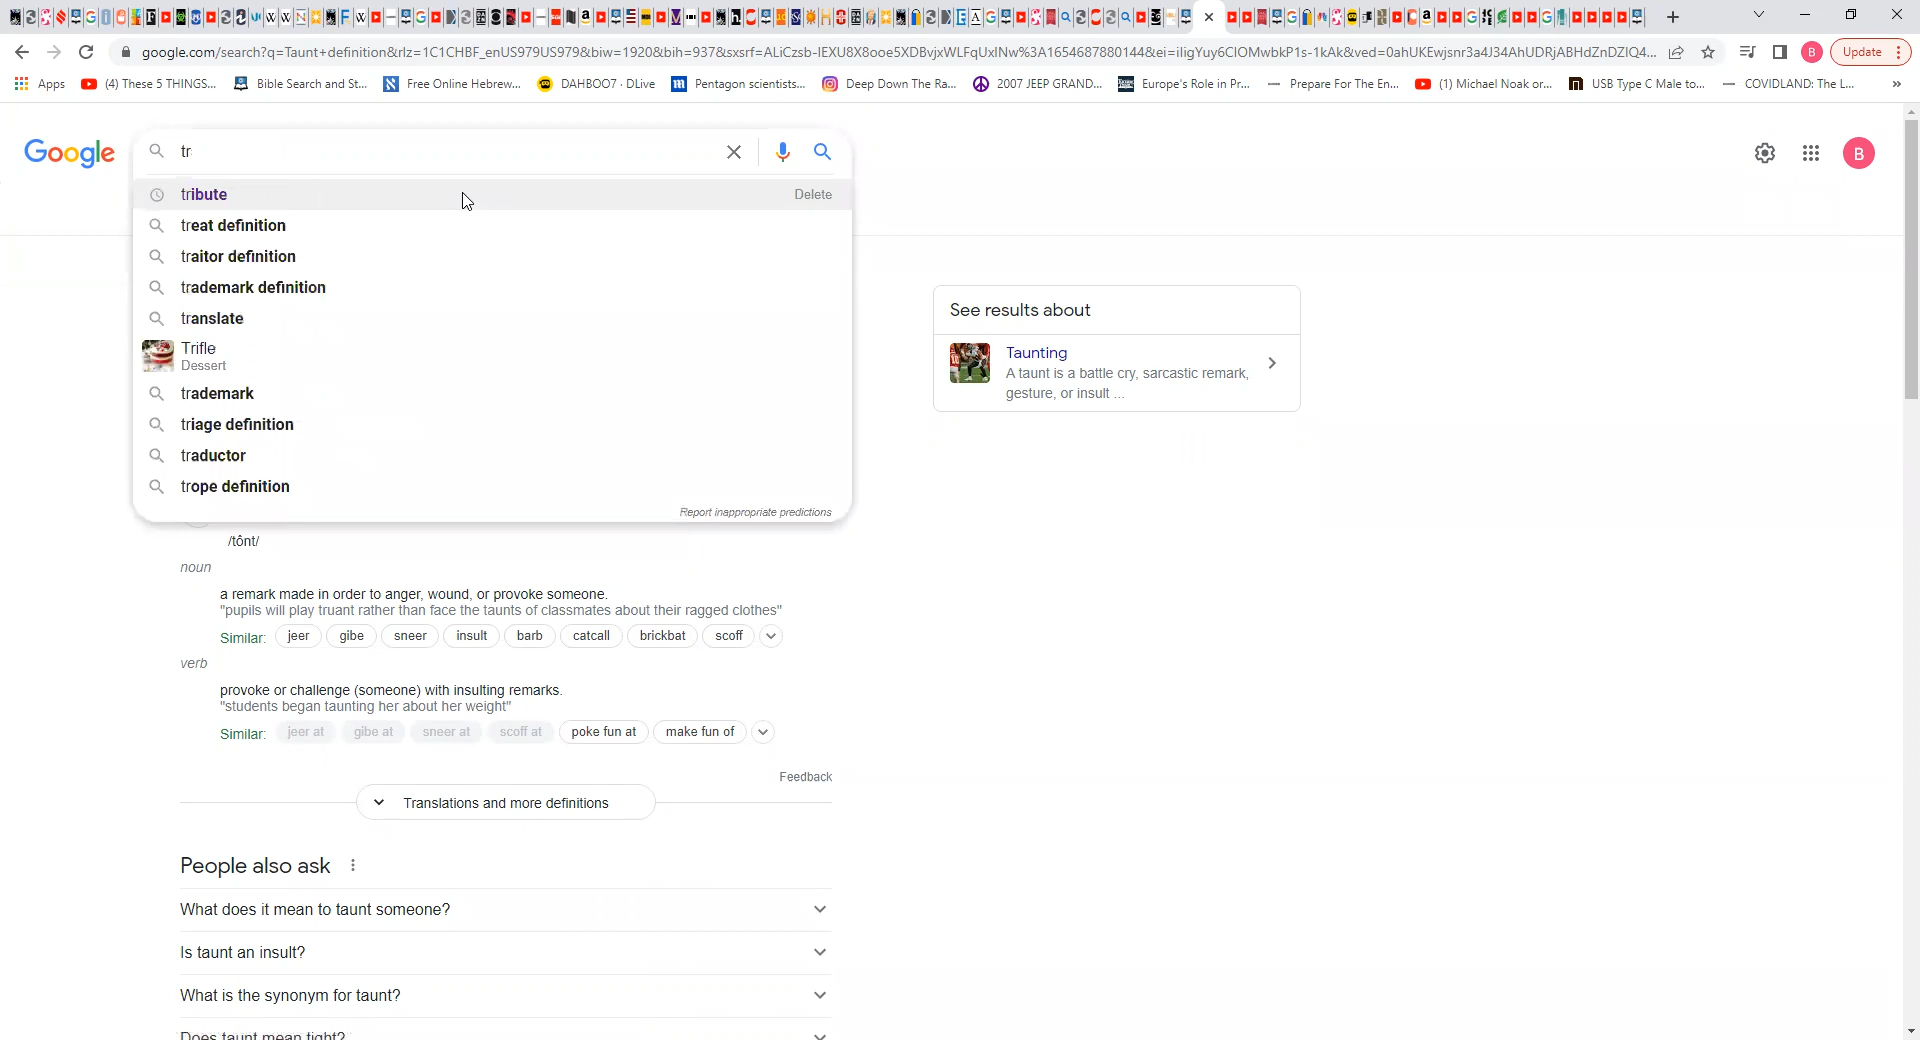 google.com/search?q=Taunt+definition&rlz=1C1CHBF_enUS979US979&biw=1920&bih=937&sxsrf=ALiCzsb-IEXU8X8ooe5XDBvjxWLFqUxINw%3A1654687880144&ei=iIigYuy6CIOMwbkP1s-1kAk&ved=0ahUKEwjsnr3a4J34AhUDRjABHdZnDZIQ4... B Update
Apps (4) These 5 THINGS... Bible Search and St... Free Online Hebrew... DAHBOO7 · DLive Pentagon scientists... Deep Down The Ra... 2007 JEEP GRAND... Europe's Role in Pr... Prepare For The En... (1) Michael Noak or... USB Type C Male to... COVIDLAND: The L... »
Google tr B
tribute Delete
treat definition
traitor definition
trademark definition
translate
Trifle
Dessert
trademark
triage definition
traductor
trope definition
Report inappropriate predictions
See results about
Taunting
A taunt is a battle cry, sarcastic remark,
gesture, or insult ...
/tônt/
noun
a remark made in order to anger, wound, or provoke someone.
"pupils will play truant rather than face the taunts of classmates about their ragged clothes"
Similar: jeer gibe sneer insult barb catcall brickbat scoff
verb
provoke or challenge (someone) with insulting remarks.
"students began taunting her about her weight"
Similar: jeer at gibe at sneer at scoff at poke fun at make fun of
Feedback
Translations and more definitions
People also ask
What does it mean to taunt someone?
Is taunt an insult?
What is the synonym for taunt?
Does taunt mean tight?